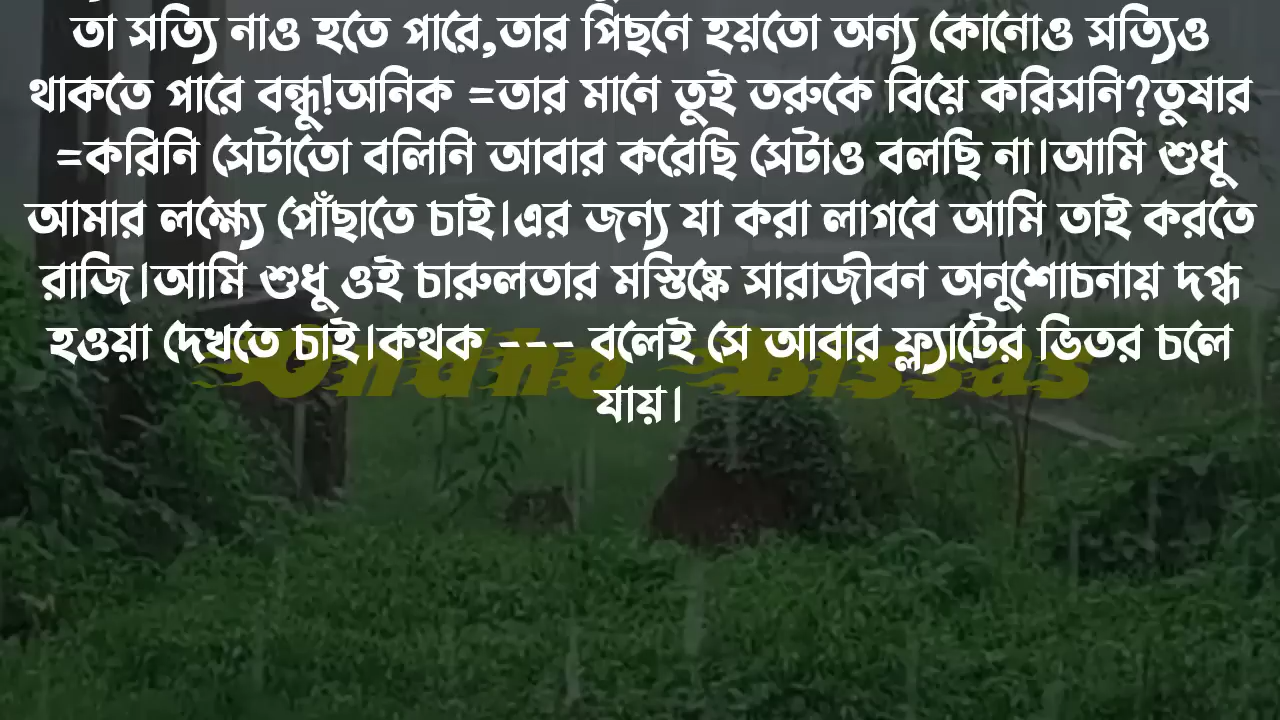 তা সত্যি নাও হতে পারে,তার পিছনে হয়তো অন্য কোনোও সত্যিও
থাকতে পারে বন্ধু!অনিক =তার মানে তুই তরুকে বিয়ে করিসনি?তুষার
=করিনি সেটাতো বলিনি আবার করেছি সেটাও বলছি না।আমি শুধু
আমার লক্ষ্যে পোঁছাতে চাই।এর জন্য যা করা লাগবে আমি তাই করতে
রাজি।আমি শুধু ওই চারুলতার মস্তিষ্কে সারাজীবন অনুশোচনায় দগ্ধ
হওয়া দেখতে চাই।কথক --- বলেই সে আবার ফ্ল্যাটের ভিতর চলে
Ondho Bissas
যায়।